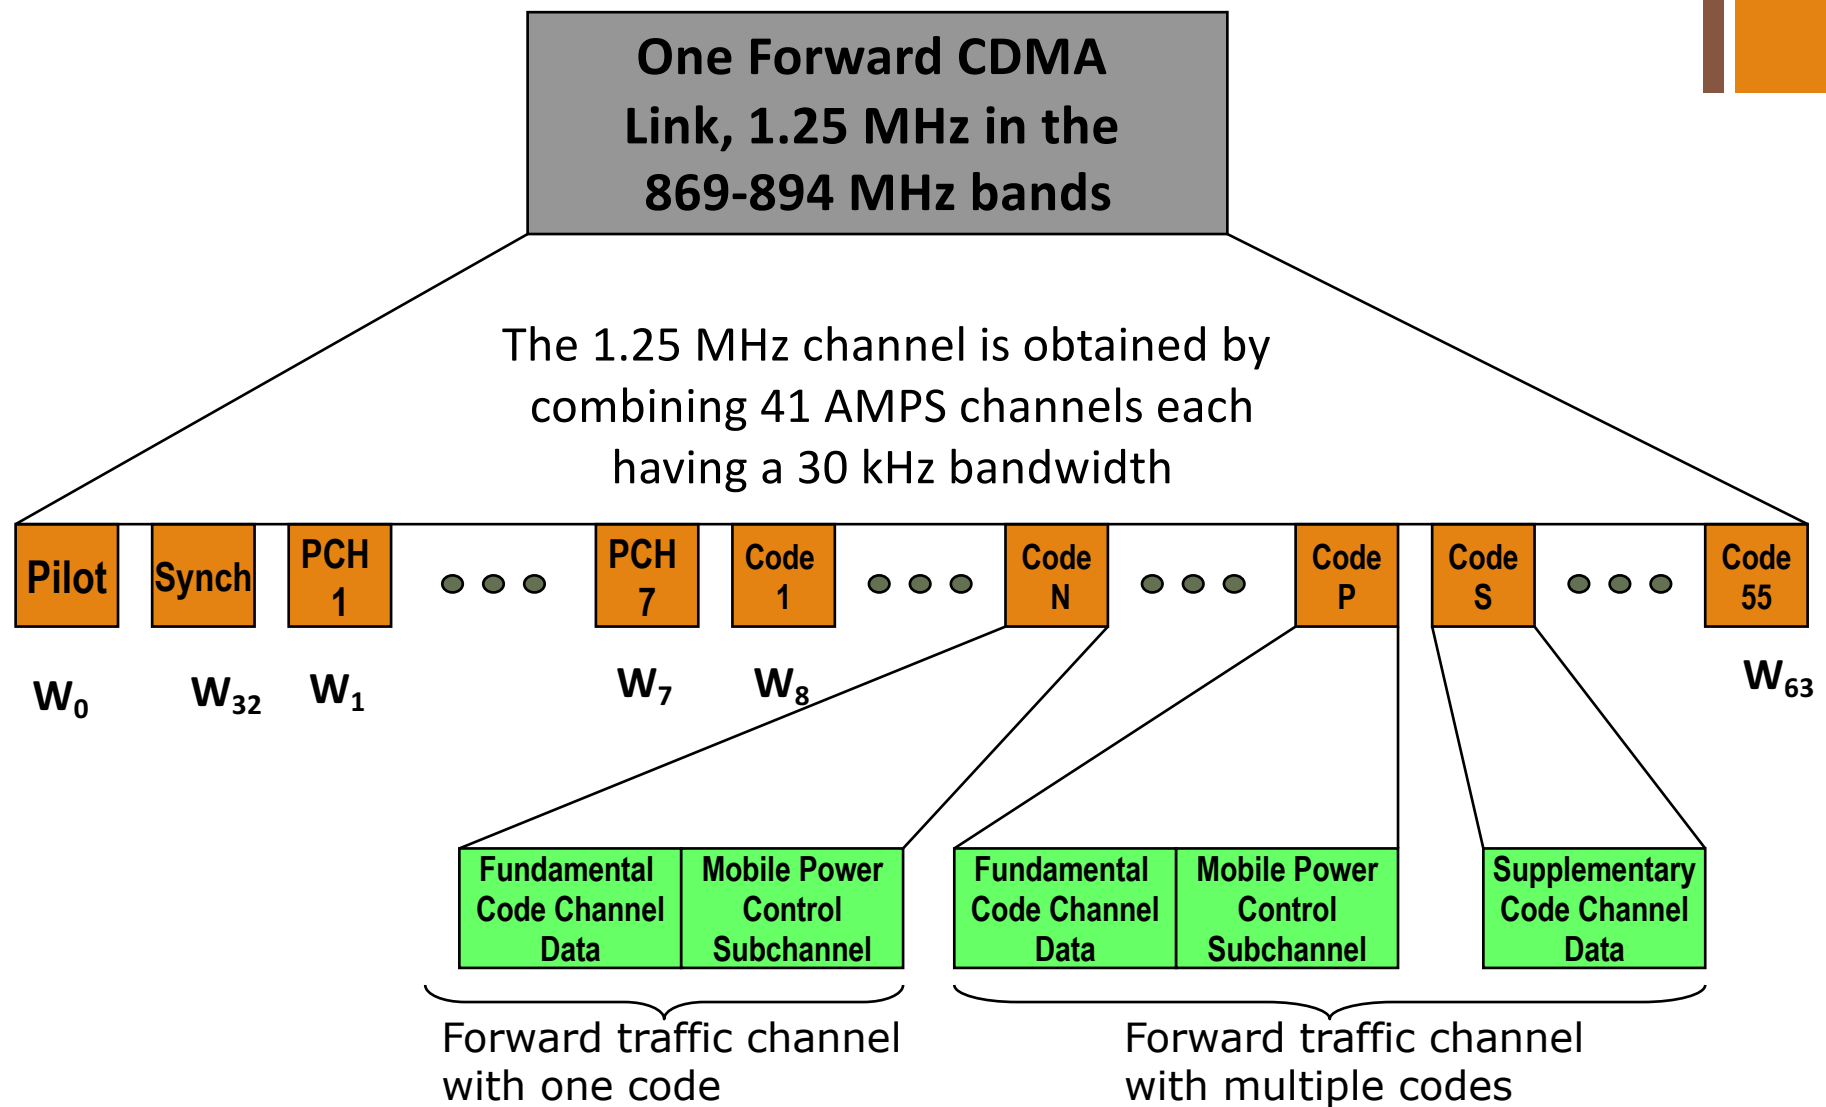 One Forward CDMA
Link, 1.25 MHz in the
869-894 MHz bands
The 1.25 MHz channel is obtained by
combining 41 AMPS channels each
having a 30 kHz bandwidth
Pilot
Synch
PCH
1
PCH
7
Code
1
Code
N
Code
P
Code
S
Code
55
W₀
W₃₂
W₁
W₇
W₈
W₆₃
Fundamental
Code Channel
Data
Mobile Power
Control
Subchannel
Fundamental
Code Channel
Data
Mobile Power
Control
Subchannel
Supplementary
Code Channel
Data
Forward traffic channel
with one code
Forward traffic channel
with multiple codes